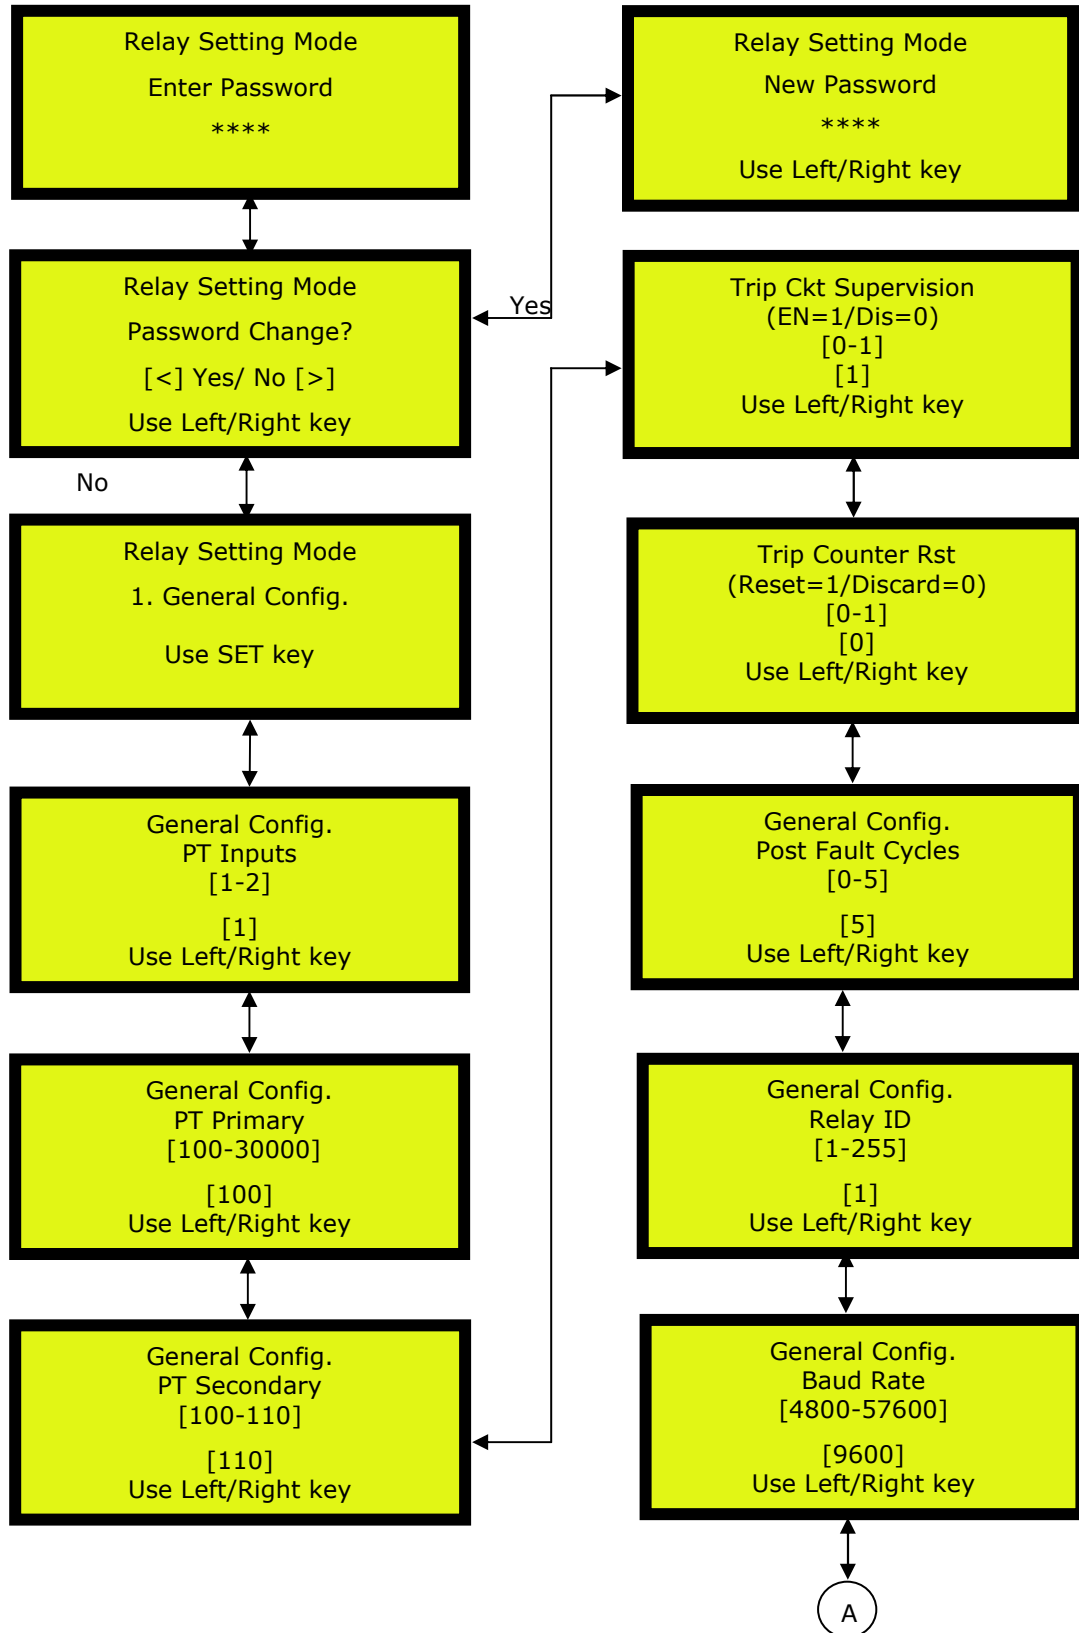 Relay Setting Mode
Enter Password
****
Relay Setting Mode
Password Change?
[<] Yes/ No [>]
Use Left/Right key
Yes
No
Relay Setting Mode
1. General Config.
Use SET key
General Config.
PT Inputs
[1-2]
[1]
Use Left/Right key
General Config.
PT Primary
[100-30000]
[100]
Use Left/Right key
General Config.
PT Secondary
[100-110]
[110]
Use Left/Right key
Relay Setting Mode
New Password
****
Use Left/Right key
Trip Ckt Supervision
(EN=1/Dis=0)
[0-1]
[1]
Use Left/Right key
Trip Counter Rst
(Reset=1/Discard=0)
[0-1]
[0]
Use Left/Right key
General Config.
Post Fault Cycles
[0-5]
[5]
Use Left/Right key
General Config.
Relay ID
[1-255]
[1]
Use Left/Right key
General Config.
Baud Rate
[4800-57600]
[9600]
Use Left/Right key
A